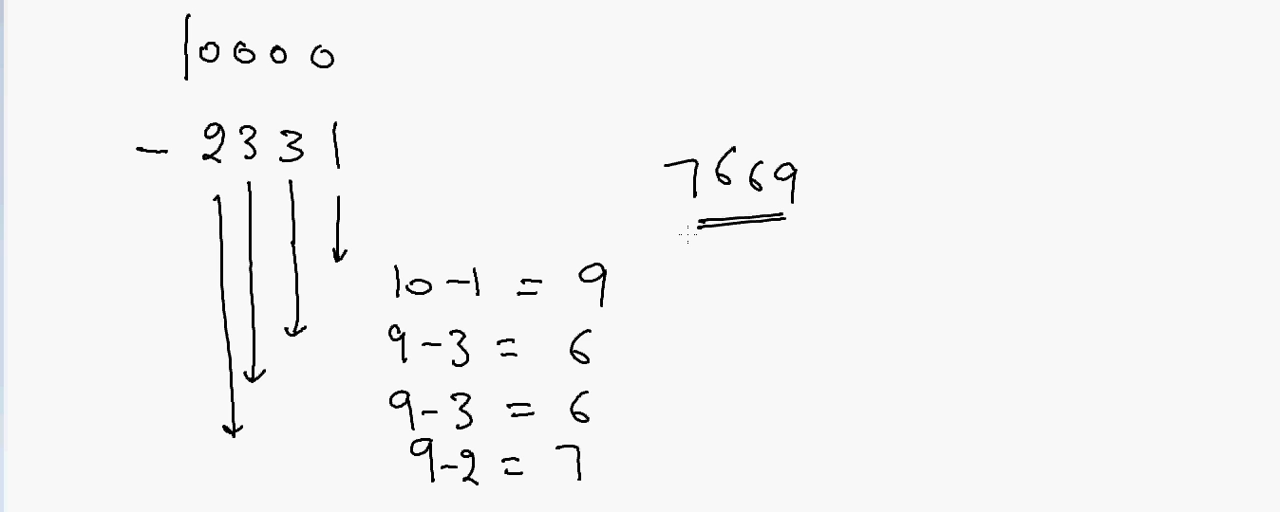 10000
- 2331
7669
10 - 1 = 9
9 - 3 = 6
9 - 3 = 6
9 - 2 = 7